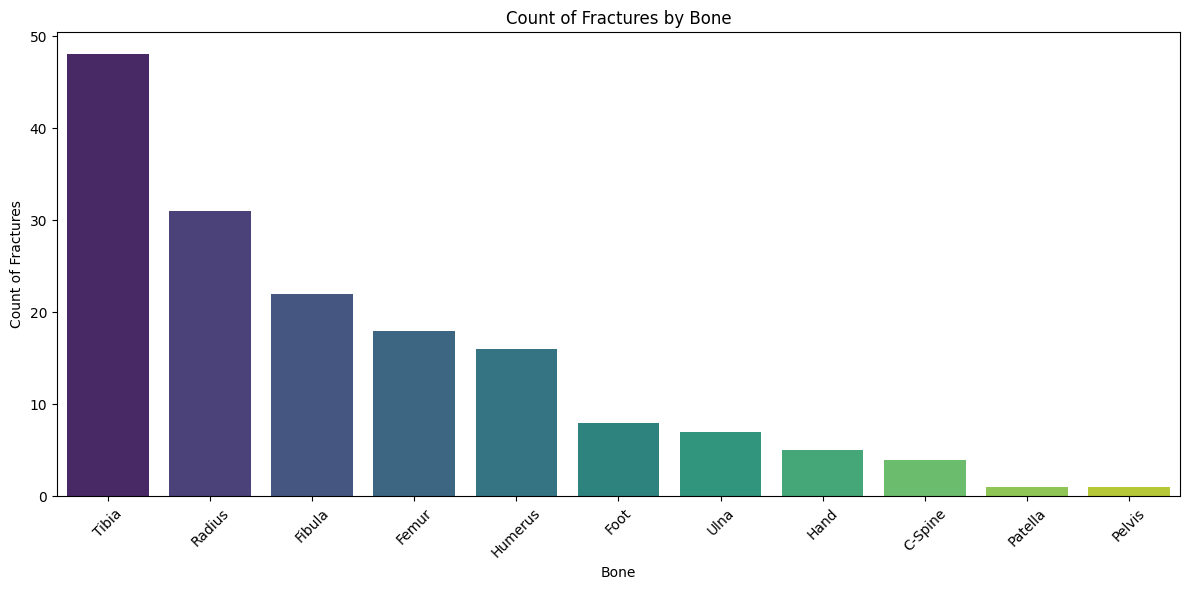 Count of Fractures by Bone
50
40
30
20
10
0
Count of Fractures
Tibia
Radius
Fibula
Femur
Humerus
Foot
Ulna
Hand
C-Spine
Patella
Pelvis
Bone